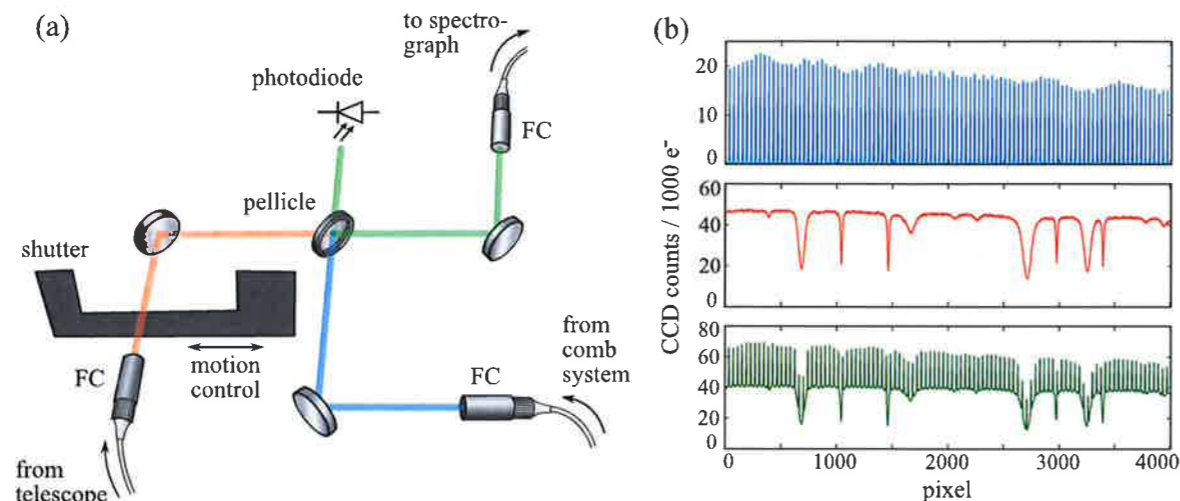 (a)
to spectro-
graph
photodiode
FC
pellicle
shutter
from
comb
system
FC
FC
motion
control
from
telescope
(b)
CCD counts / 1000 e⁻
20
10
0
60
40
20
0
80
60
40
20
0
0 1000 2000 3000 4000
pixel